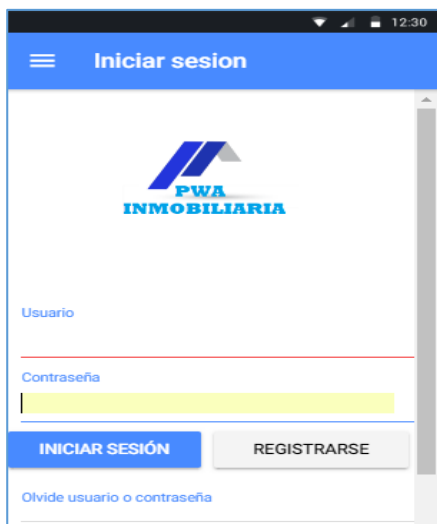 12:30
Iniciar sesion
PWA
INMOBILIARIA
Usuario
Contraseña
INICIAR SESIÓN REGISTRARSE
Olvide usuario o contraseña